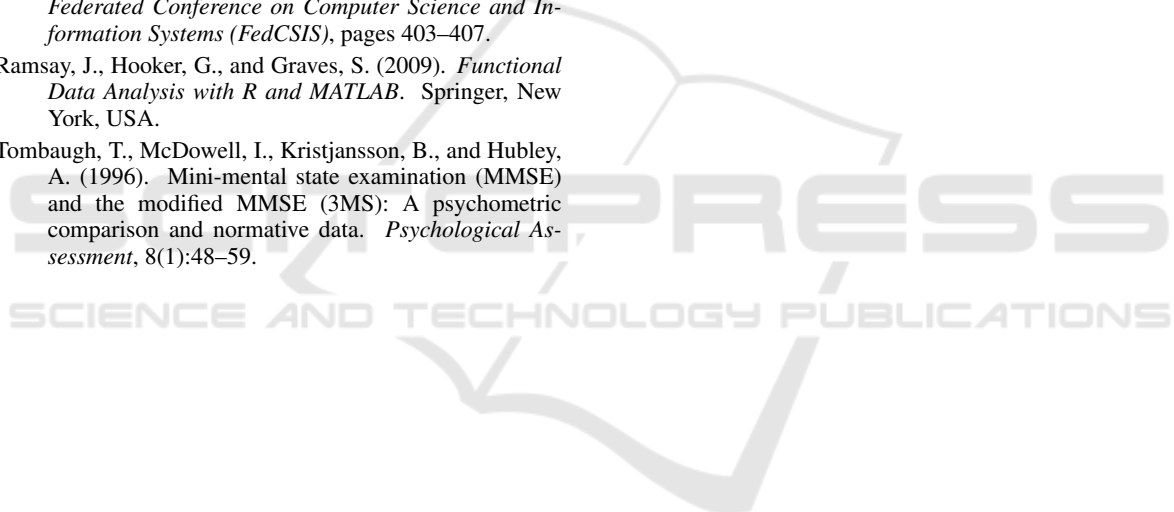 Federated Conference on Computer Science and In-
formation Systems (FedCSIS), pages 403–407.
Ramsay, J., Hooker, G., and Graves, S. (2009). Functional
Data Analysis with R and MATLAB. Springer, New
York, USA.
Tombaugh, T., McDowell, I., Kristjansson, B., and Hubley,
A. (1996). Mini-mental state examination (MMSE)
and the modified MMSE (3MS): A psychometric
comparison and normative data. Psychological As-
sessment, 8(1):48–59.
SCITEPRESS
SCIENCE AND TECHNOLOGY PUBLICATIONS